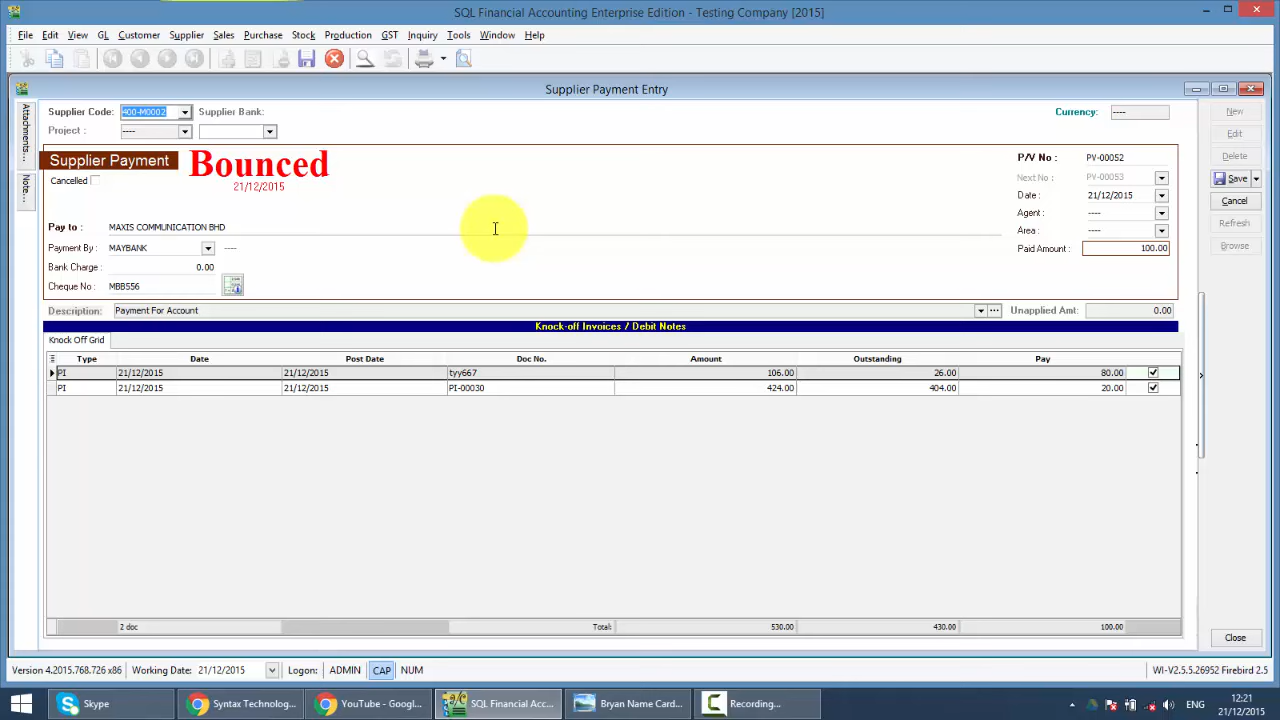 SQL Financial Accounting Enterprise Edition - Testing Company [2015]
File Edit View GL Customer Supplier Sales Purchase Stock Production GST Inquiry Tools Window Help
Supplier Payment Entry
Attachments...
Note...
Supplier Code: 400-M0002 Supplier Bank: Currency: ----
Project : ----
Supplier Payment Bounced
21/12/2015
Cancelled
P/V No : PV-00052
Next No : PV-00053
Date : 21/12/2015
Agent : ----
Area : ----
Paid Amount : 100.00
Pay to : MAXIS COMMUNICATION BHD
Payment By : MAYBANK ----
Bank Charge : 0.00
Cheque No : MBB556
Description: Payment For Account Unapplied Amt: 0.00
Knock-off Invoices / Debit Notes
Knock Off Grid
Type Date Post Date Doc No. Amount Outstanding Pay
PI 21/12/2015 21/12/2015 tyy667 106.00 26.00 80.00
PI 21/12/2015 21/12/2015 PI-00030 424.00 404.00 20.00
2 doc Total: 530.00 430.00 100.00
New
Edit
Delete
Save
Cancel
Refresh
Browse
Close
Version 4.2015.768.726 x86 Working Date: 21/12/2015 Logon: ADMIN CAP NUM WI-V2.5.5.26952 Firebird 2.5
Skype Syntax Technolog... YouTube - Googl... SQL Financial Acc... Bryan Name Card... Recording... ENG 12:21
21/12/2015